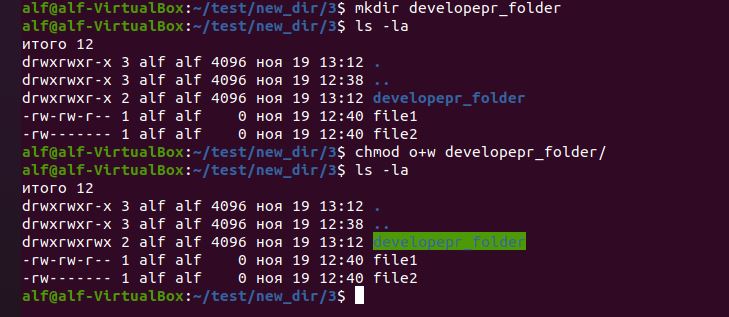 alf@alf-VirtualBox:~/test/new_dir/3$ mkdir developepr_folder
alf@alf-VirtualBox:~/test/new_dir/3$ ls -la
итого 12
drwxrwxr-x 3 alf alf 4096 ноя 19 13:12 .
drwxrwxr-x 3 alf alf 4096 ноя 19 12:38 ..
drwxrwxr-x 2 alf alf 4096 ноя 19 13:12 developepr_folder
-rw-rw-r-- 1 alf alf    0 ноя 19 12:40 file1
-rw------- 1 alf alf    0 ноя 19 12:40 file2
alf@alf-VirtualBox:~/test/new_dir/3$ chmod o+w developepr_folder/
alf@alf-VirtualBox:~/test/new_dir/3$ ls -la
итого 12
drwxrwxr-x 3 alf alf 4096 ноя 19 13:12 .
drwxrwxr-x 3 alf alf 4096 ноя 19 12:38 ..
drwxrwxrwx 2 alf alf 4096 ноя 19 13:12 developepr_folder
-rw-rw-r-- 1 alf alf    0 ноя 19 12:40 file1
-rw------- 1 alf alf    0 ноя 19 12:40 file2
alf@alf-VirtualBox:~/test/new_dir/3$